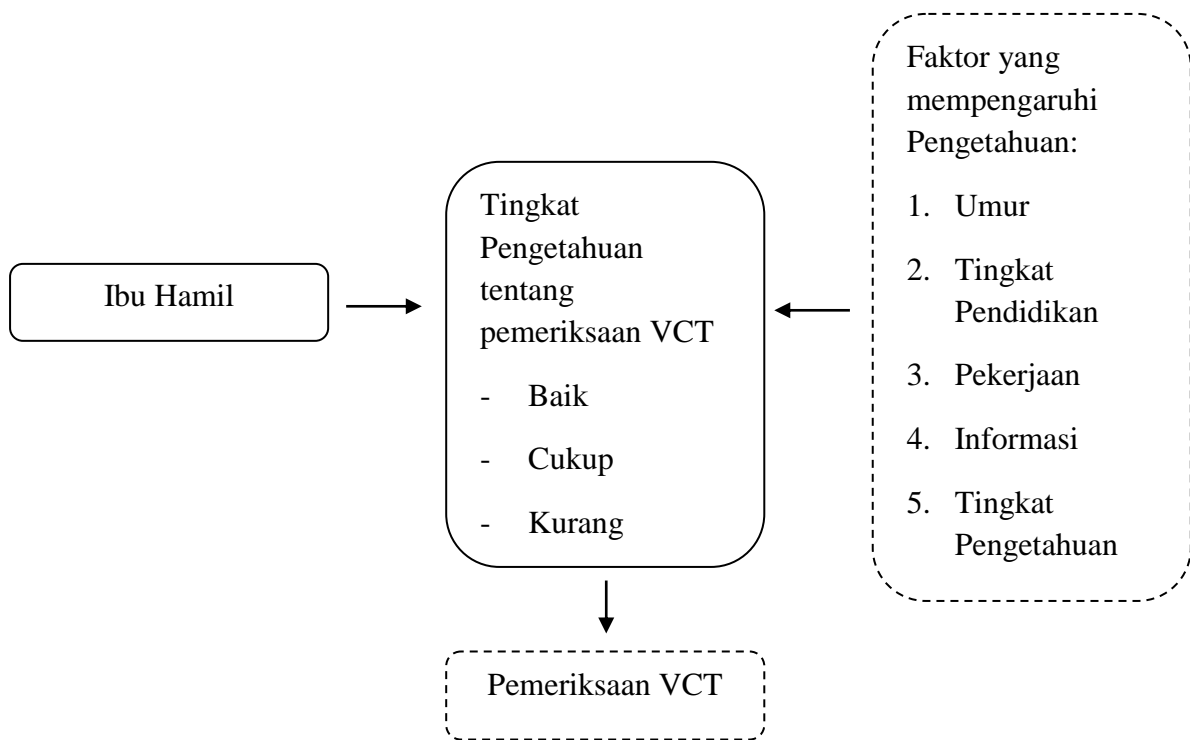 Ibu Hamil
Tingkat
Pengetahuan
tentang
pemeriksaan VCT
- Baik
- Cukup
- Kurang
Faktor yang
mempengaruhi
Pengetahuan:
1. Umur
2. Tingkat
Pendidikan
3. Pekerjaan
4. Informasi
5. Tingkat
Pengetahuan
Pemeriksaan VCT